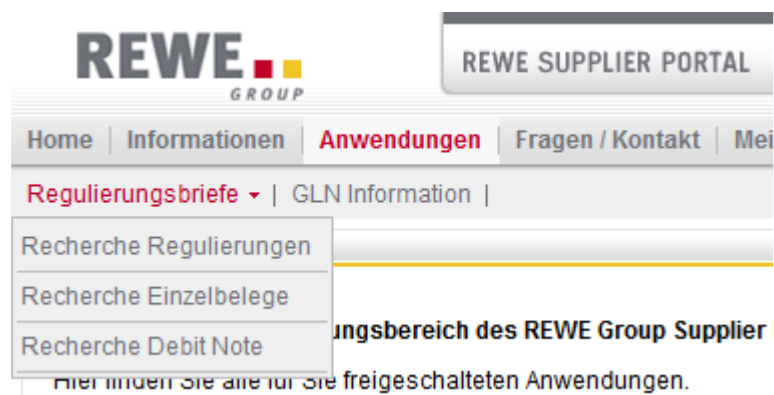 REWE
GROUP
REWE SUPPLIER PORTAL
Home | Informationen | Anwendungen | Fragen / Kontakt | Mei
Regulierungsbriefe | GLN Information |
Recherche Regulierungen
Recherche Einzelbelege
Recherche Debit Note
ungsbereich des REWE Group Supplier
Hier finden Sie alle für Sie freigeschalteten Anwendungen.